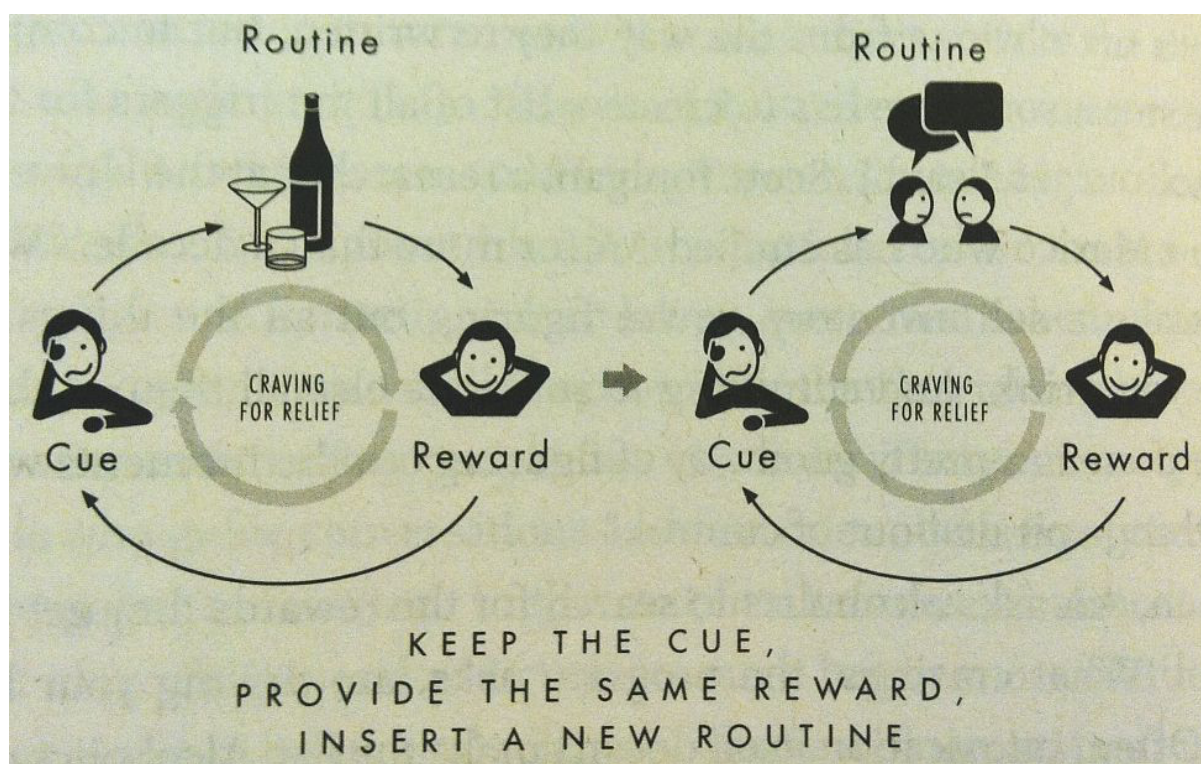 Routine
CRAVING
FOR RELIEF
Cue
Reward
Routine
CRAVING
FOR RELIEF
Cue
Reward
KEEP THE CUE,
PROVIDE THE SAME REWARD,
INSERT A NEW ROUTINE